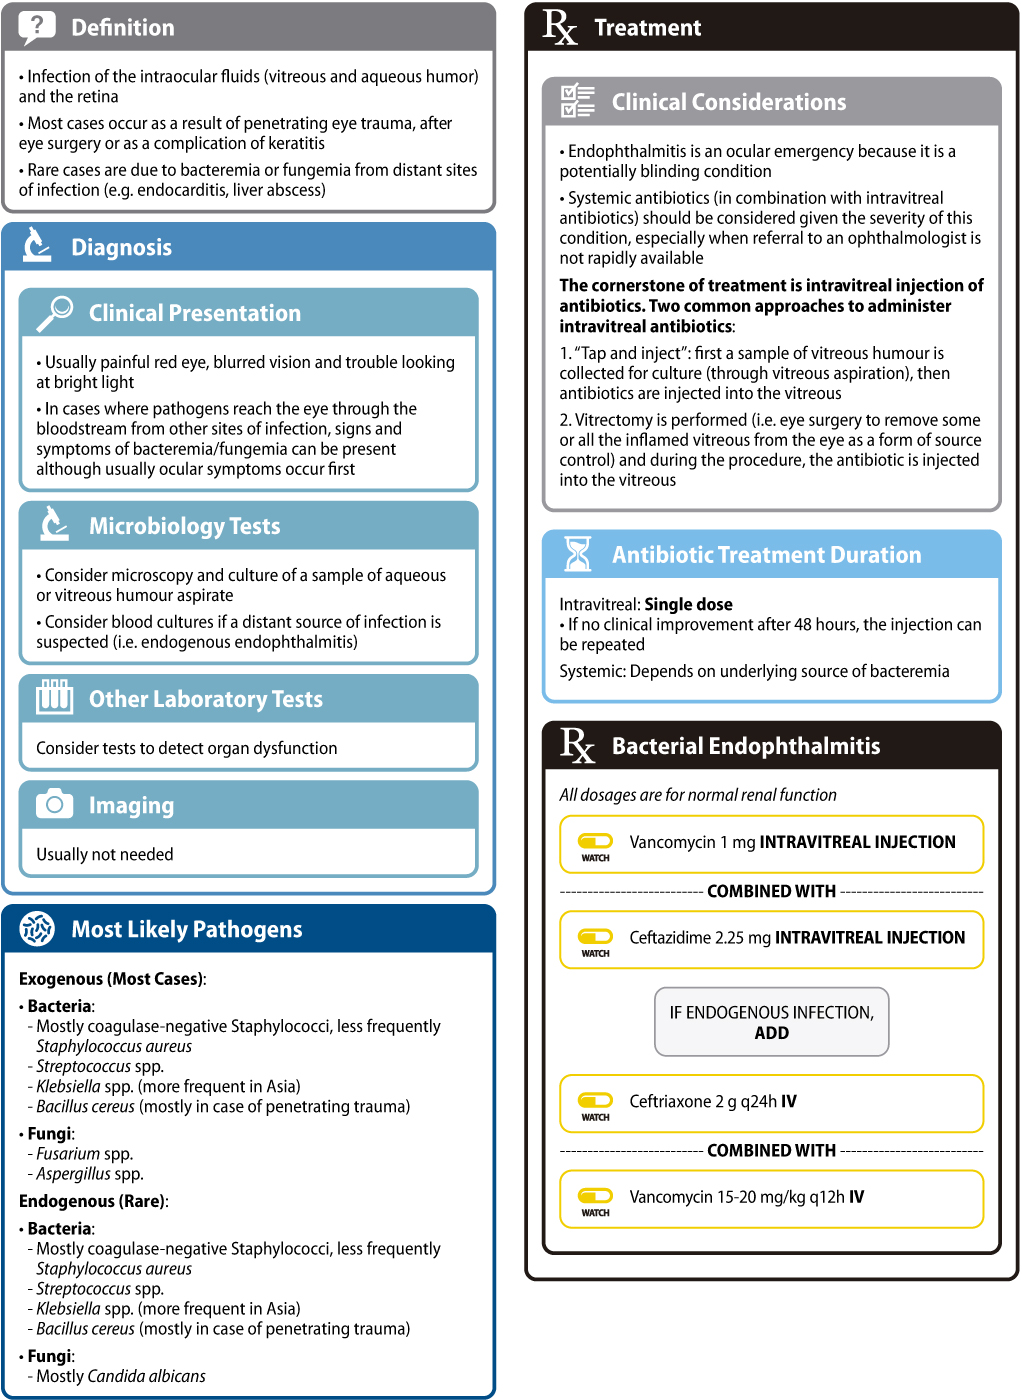 Definition
• Infection of the intraocular fluids (vitreous and aqueous humor)
and the retina
• Most cases occur as a result of penetrating eye trauma, after
eye surgery or as a complication of keratitis
• Rare cases are due to bacteremia or fungemia from distant sites
of infection (e.g. endocarditis, liver abscess)
Diagnosis
Clinical Presentation
• Usually painful red eye, blurred vision and trouble looking
at bright light
• In cases where pathogens reach the eye through the
bloodstream from other sites of infection, signs and
symptoms of bacteremia/fungemia can be present
although usually ocular symptoms occur first
Microbiology Tests
• Consider microscopy and culture of a sample of aqueous
or vitreous humour aspirate
• Consider blood cultures if a distant source of infection is
suspected (i.e. endogenous endophthalmitis)
Other Laboratory Tests
Consider tests to detect organ dysfunction
Imaging
Usually not needed
Most Likely Pathogens
Exogenous (Most Cases):
• Bacteria:
- Mostly coagulase-negative Staphylococci, less frequently
Staphylococcus aureus
- Streptococcus spp.
- Klebsiella spp. (more frequent in Asia)
- Bacillus cereus (mostly in case of penetrating trauma)
• Fungi:
- Fusarium spp.
- Aspergillus spp.
Endogenous (Rare):
• Bacteria:
- Mostly coagulase-negative Staphylococci, less frequently
Staphylococcus aureus
- Streptococcus spp.
- Klebsiella spp. (more frequent in Asia)
- Bacillus cereus (mostly in case of penetrating trauma)
• Fungi:
- Mostly Candida albicans
Rx Treatment
Clinical Considerations
• Endophthalmitis is an ocular emergency because it is a
potentially blinding condition
• Systemic antibiotics (in combination with intravitreal
antibiotics) should be considered given the severity of this
condition, especially when referral to an ophthalmologist is
not rapidly available
The cornerstone of treatment is intravitreal injection of
antibiotics. Two common approaches to administer
intravitreal antibiotics:
1. “Tap and inject”: first a sample of vitreous humour is
collected for culture (through vitreous aspiration), then
antibiotics are injected into the vitreous
2. Vitrectomy is performed (i.e. eye surgery to remove some
or all the inflamed vitreous from the eye as a form of source
control) and during the procedure, the antibiotic is injected
into the vitreous
Antibiotic Treatment Duration
Intravitreal: Single dose
• If no clinical improvement after 48 hours, the injection can
be repeated
Systemic: Depends on underlying source of bacteremia
Rx Bacterial Endophthalmitis
All dosages are for normal renal function
WATCH Vancomycin 1 mg INTRAVITREAL INJECTION
COMBINED WITH
WATCH Ceftazidime 2.25 mg INTRAVITREAL INJECTION
IF ENDOGENOUS INFECTION,
ADD
WATCH Ceftriaxone 2 g q24h IV
COMBINED WITH
WATCH Vancomycin 15-20 mg/kg q12h IV